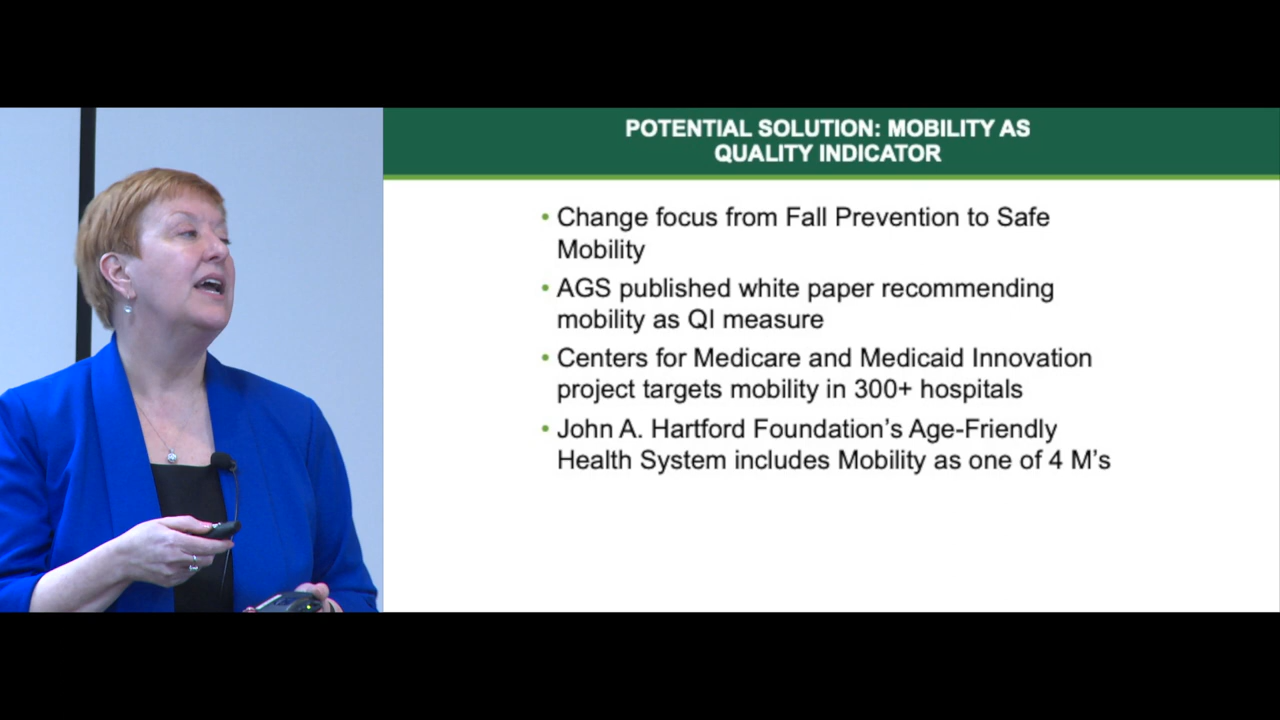 POTENTIAL SOLUTION: MOBILITY AS
QUALITY INDICATOR
• Change focus from Fall Prevention to Safe
Mobility
• AGS published white paper recommending
mobility as QI measure
• Centers for Medicare and Medicaid Innovation
project targets mobility in 300+ hospitals
• John A. Hartford Foundation’s Age-Friendly
Health System includes Mobility as one of 4 M’s